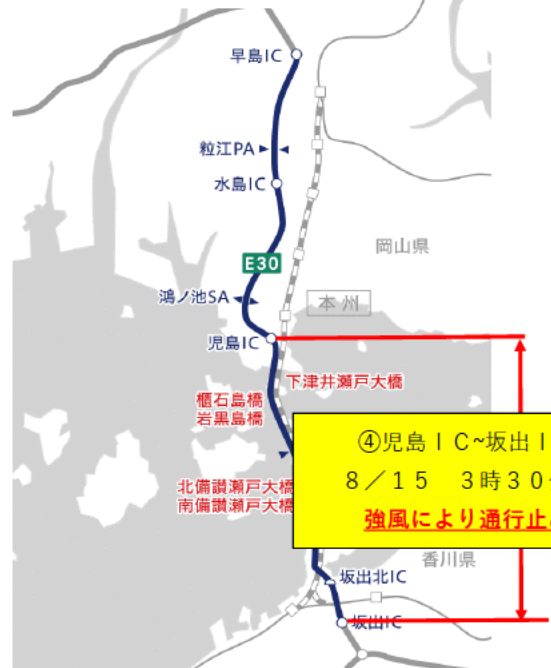 早島IC
粒江PA
水島IC
岡山県
E30
鴻ノ池SA
本州
児島IC
下津井瀬戸大橋
櫃石島橋
岩黒島橋
④児島IC~坂出I
8/15 3時30
強風により通行止
北備讃瀬戸大橋
南備讃瀬戸大橋
香川県
坂出北IC
坂出IC